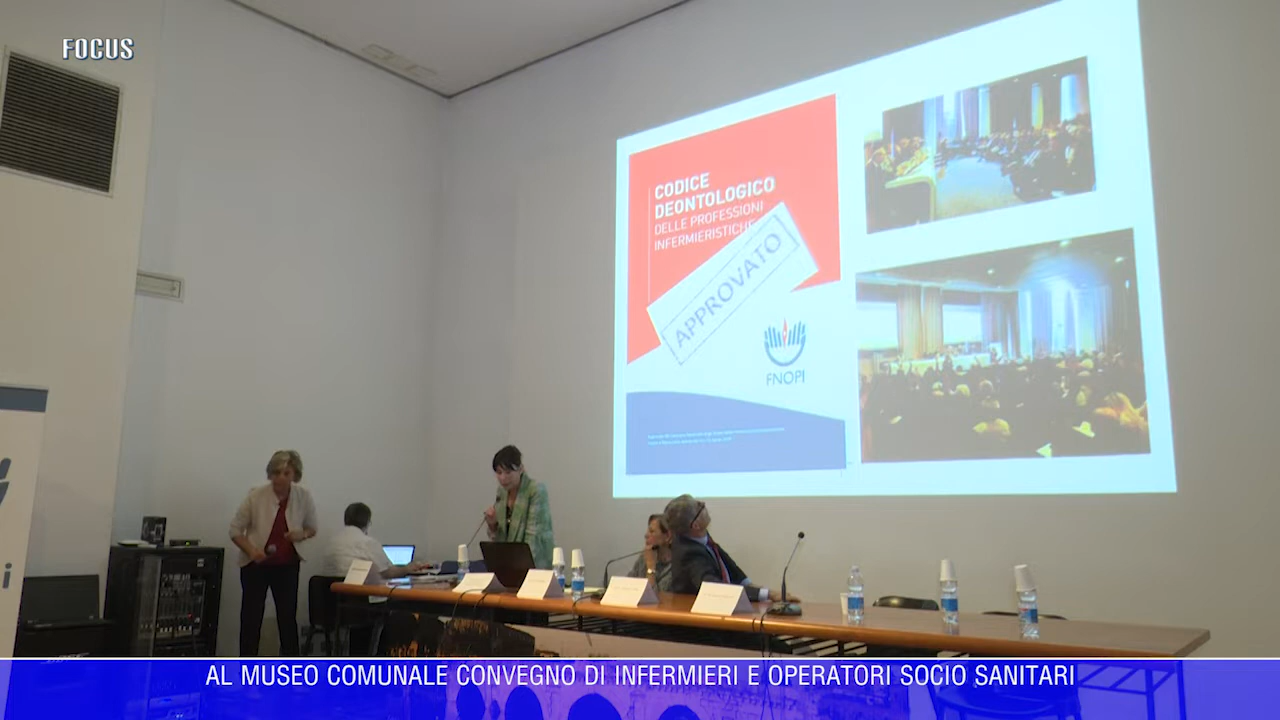 FOCUS
CODICE
DEONTOLOGICO
DELLE PROFESSIONI
INFERMIERISTICHE
APPROVATO
FNOPI
AL MUSEO COMUNALE CONVEGNO DI INFERMIERI E OPERATORI SOCIO SANITARI